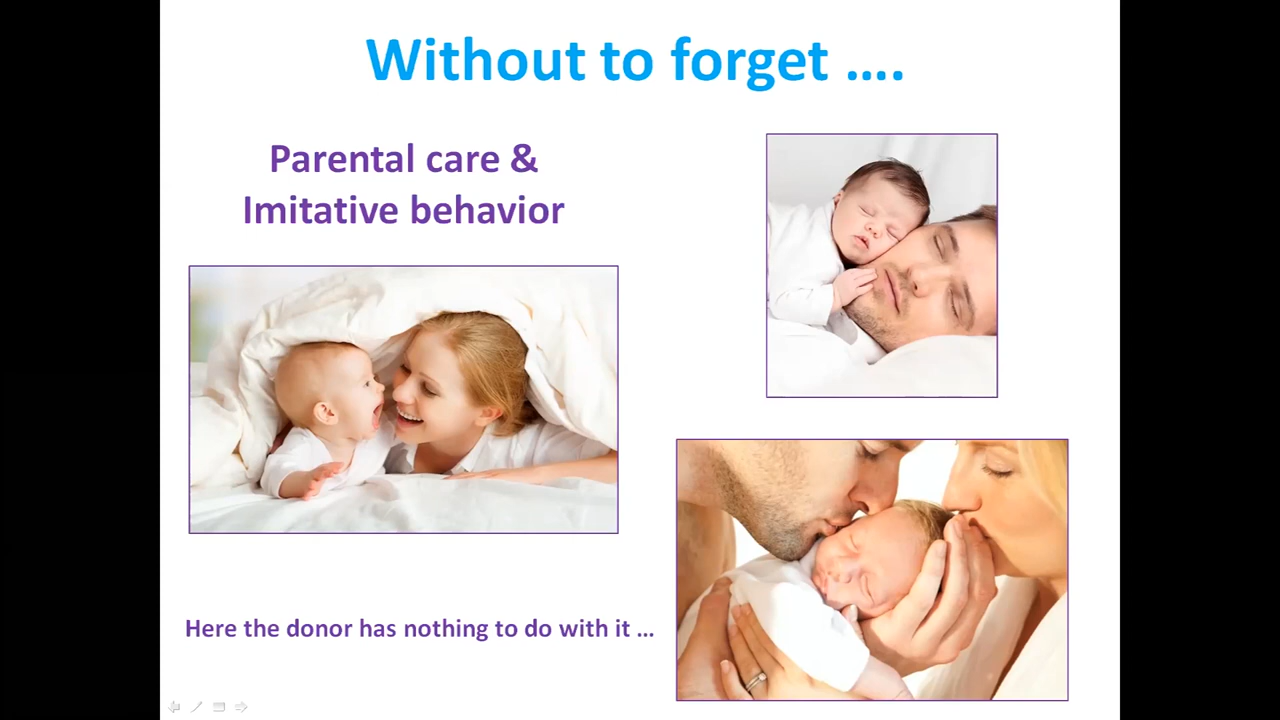 Without to forget ....
Parental care &
Imitative behavior
Here the donor has nothing to do with it ...